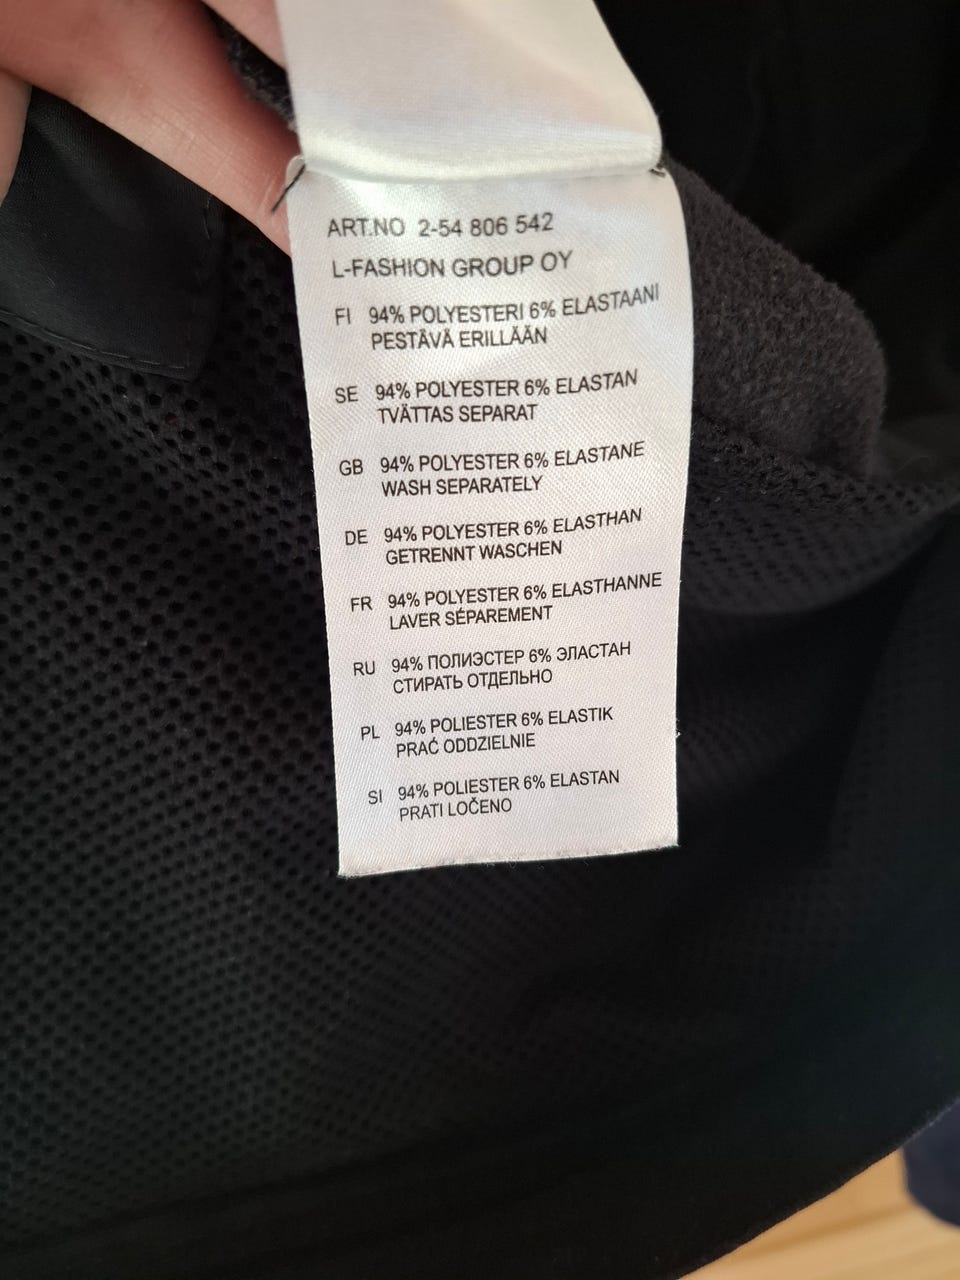 ART.NO 2-54 806 542
L-FASHION GROUP OY
FI 94% POLYESTERI 6% ELASTAANI
PESTÄVÄ ERILLÄÄN
SE 94% POLYESTER 6% ELASTAN
TVÄTTAS SEPARAT
GB 94% POLYESTER 6% ELASTANE
WASH SEPARATELY
DE 94% POLYESTER 6% ELASTHAN
GETRENNT WASCHEN
FR 94% POLYESTER 6% ELASTHANNE
LAVER SÉPAREMENT
RU 94% ПОЛИЭСТЕР 6% ЭЛАСТАН
СТИРАТЬ ОТДЕЛЬНО
PL 94% POLIESTER 6% ELASTIK
PRAĆ ODDZIELNIE
SI 94% POLIESTER 6% ELASTAN
PRATI LOČENO